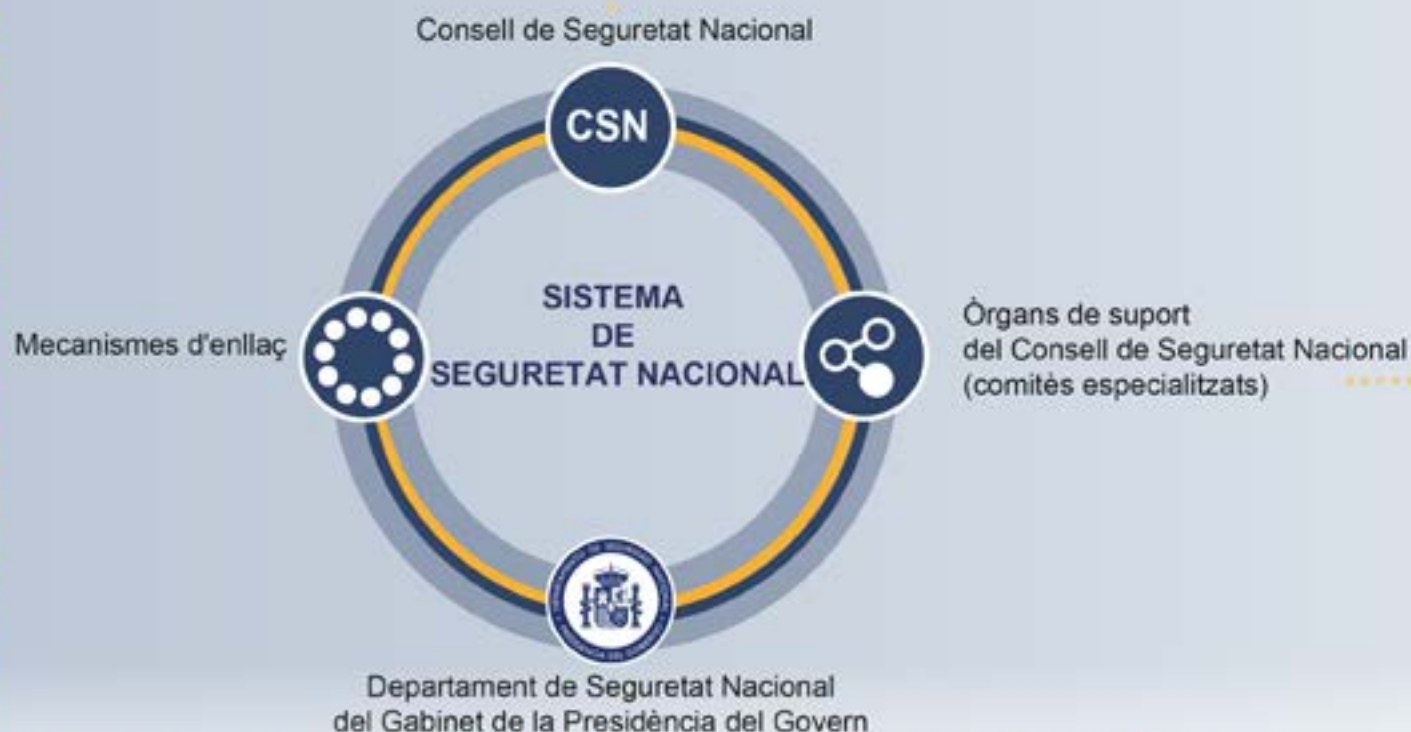 Consell de Seguretat Nacional
CSN
SISTEMA
DE
SEGURETAT NACIONAL
Mecanismes d'enllaç
Òrgans de suport
del Consell de Seguretat Nacional
(comitès especialitzats)
Departament de Seguretat Nacional
del Gabinet de la Presidència del Govern